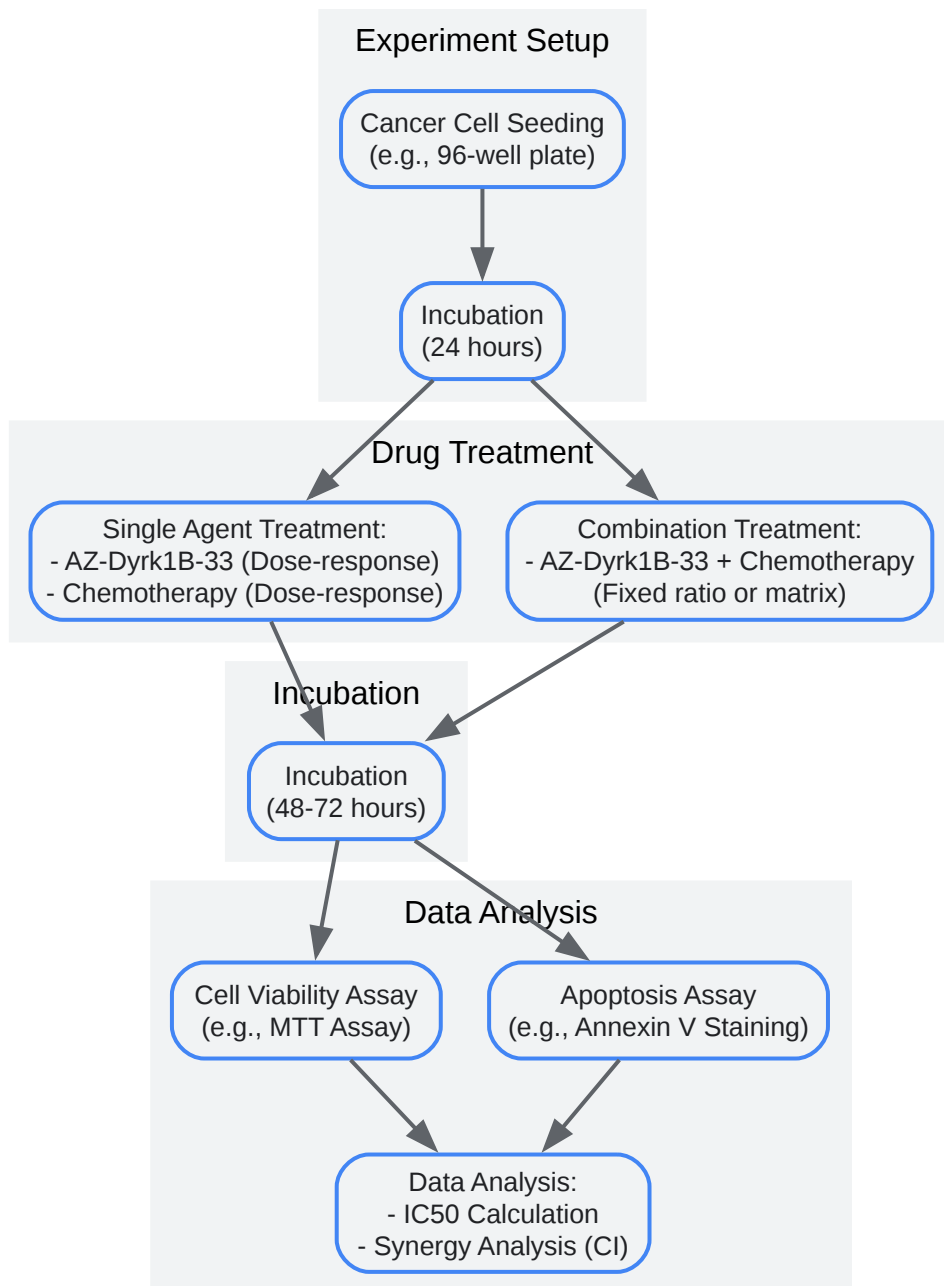 Experiment Setup
Cancer Cell Seeding
(e.g., 96-well plate)
Incubation
(24 hours)
Drug Treatment
Single Agent Treatment:
- AZ-Dyrk1B-33 (Dose-response)
- Chemotherapy (Dose-response)
Combination Treatment:
- AZ-Dyrk1B-33 + Chemotherapy
(Fixed ratio or matrix)
Incubation
Incubation
(48-72 hours)
Data Analysis
Cell Viability Assay
(e.g., MTT Assay)
Apoptosis Assay
(e.g., Annexin V Staining)
Data Analysis:
- IC50 Calculation
- Synergy Analysis (CI)